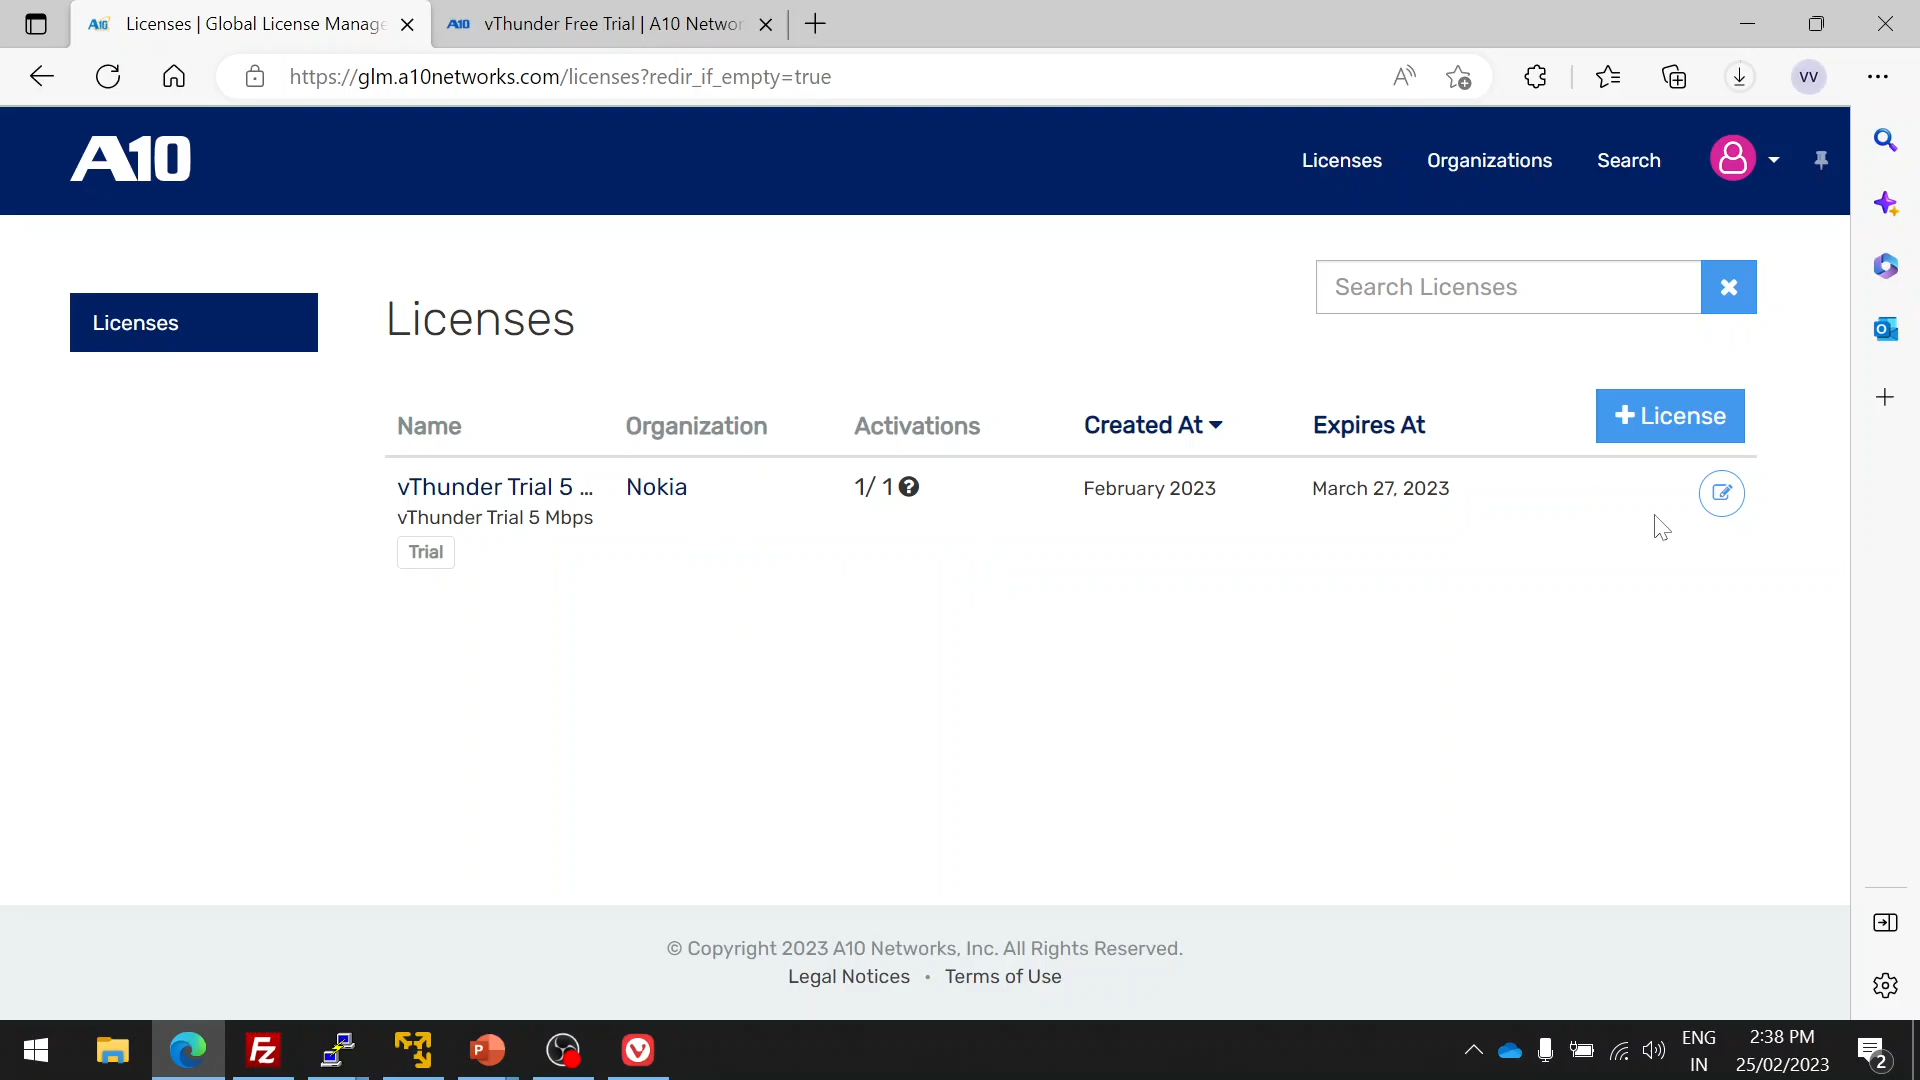 Licenses | Global License Manage
vThunder Free Trial | A10 Networ
https://glm.a10networks.com/licenses?redir_if_empty=true
VV
A10
Licenses
Organizations
Search
Licenses
Licenses
Search Licenses
Name
Organization
Activations
Created At
Expires At
License
vThunder Trial 5 ...
Nokia
1/ 1
February 2023
March 27, 2023
vThunder Trial 5 Mbps
Trial
© Copyright 2023 A10 Networks, Inc. All Rights Reserved.
Legal Notices • Terms of Use
ENG
IN
2:38 PM
25/02/2023
2